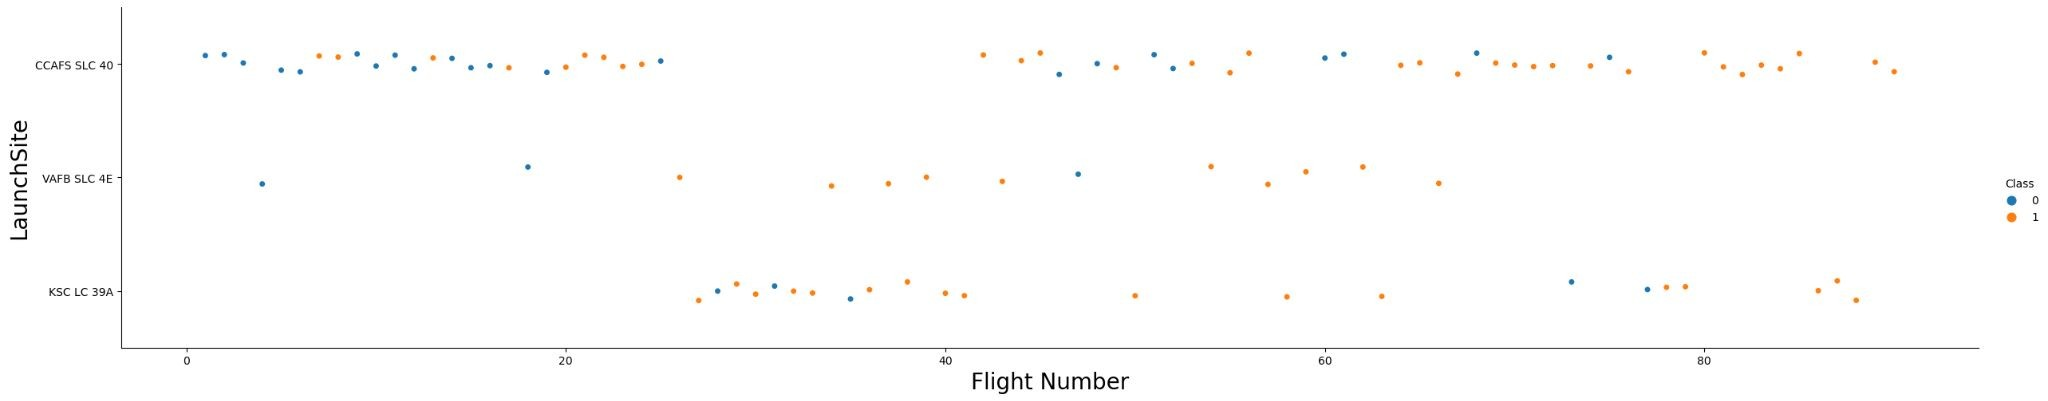 LaunchSite
CCAFS SLC 40
VAFB SLC 4E
KSC LC 39A
0 20 40 60 80
Flight Number
Class
0
1